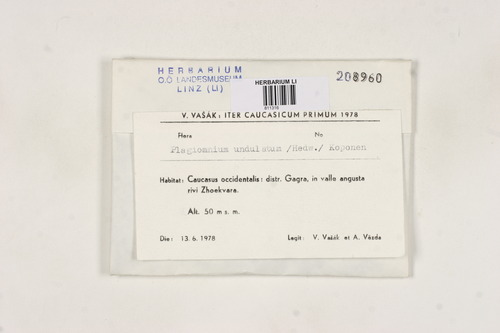 HERBARIUM
O.Ö. LANDESMUSEUM
LINZ (LI)
HERBARIUM LI
208960
V. VAŠÁK: ITER CAUCASICUM PRIMUM 1978
Flora No
Plagiomnium undulatum /Hedw./ Koponen
Habitat: Caucasus occidentalis: distr. Gagra, in valle angusta
rivi Zhoekvara.
Alt. 50 m s. m.
Die: 13. 6. 1978 Legit: V. Vašák et A. Vězda